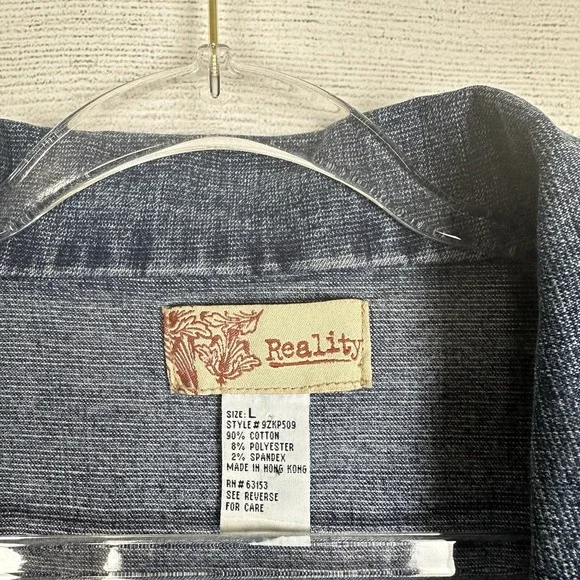 Reality
SIZE: L
STYLE # 9ZKP509
90% COTTON
8% POLYESTER
2% SPANDEX
MADE IN HONG KONG
RN # 63153
SEE REVERSE
FOR CARE